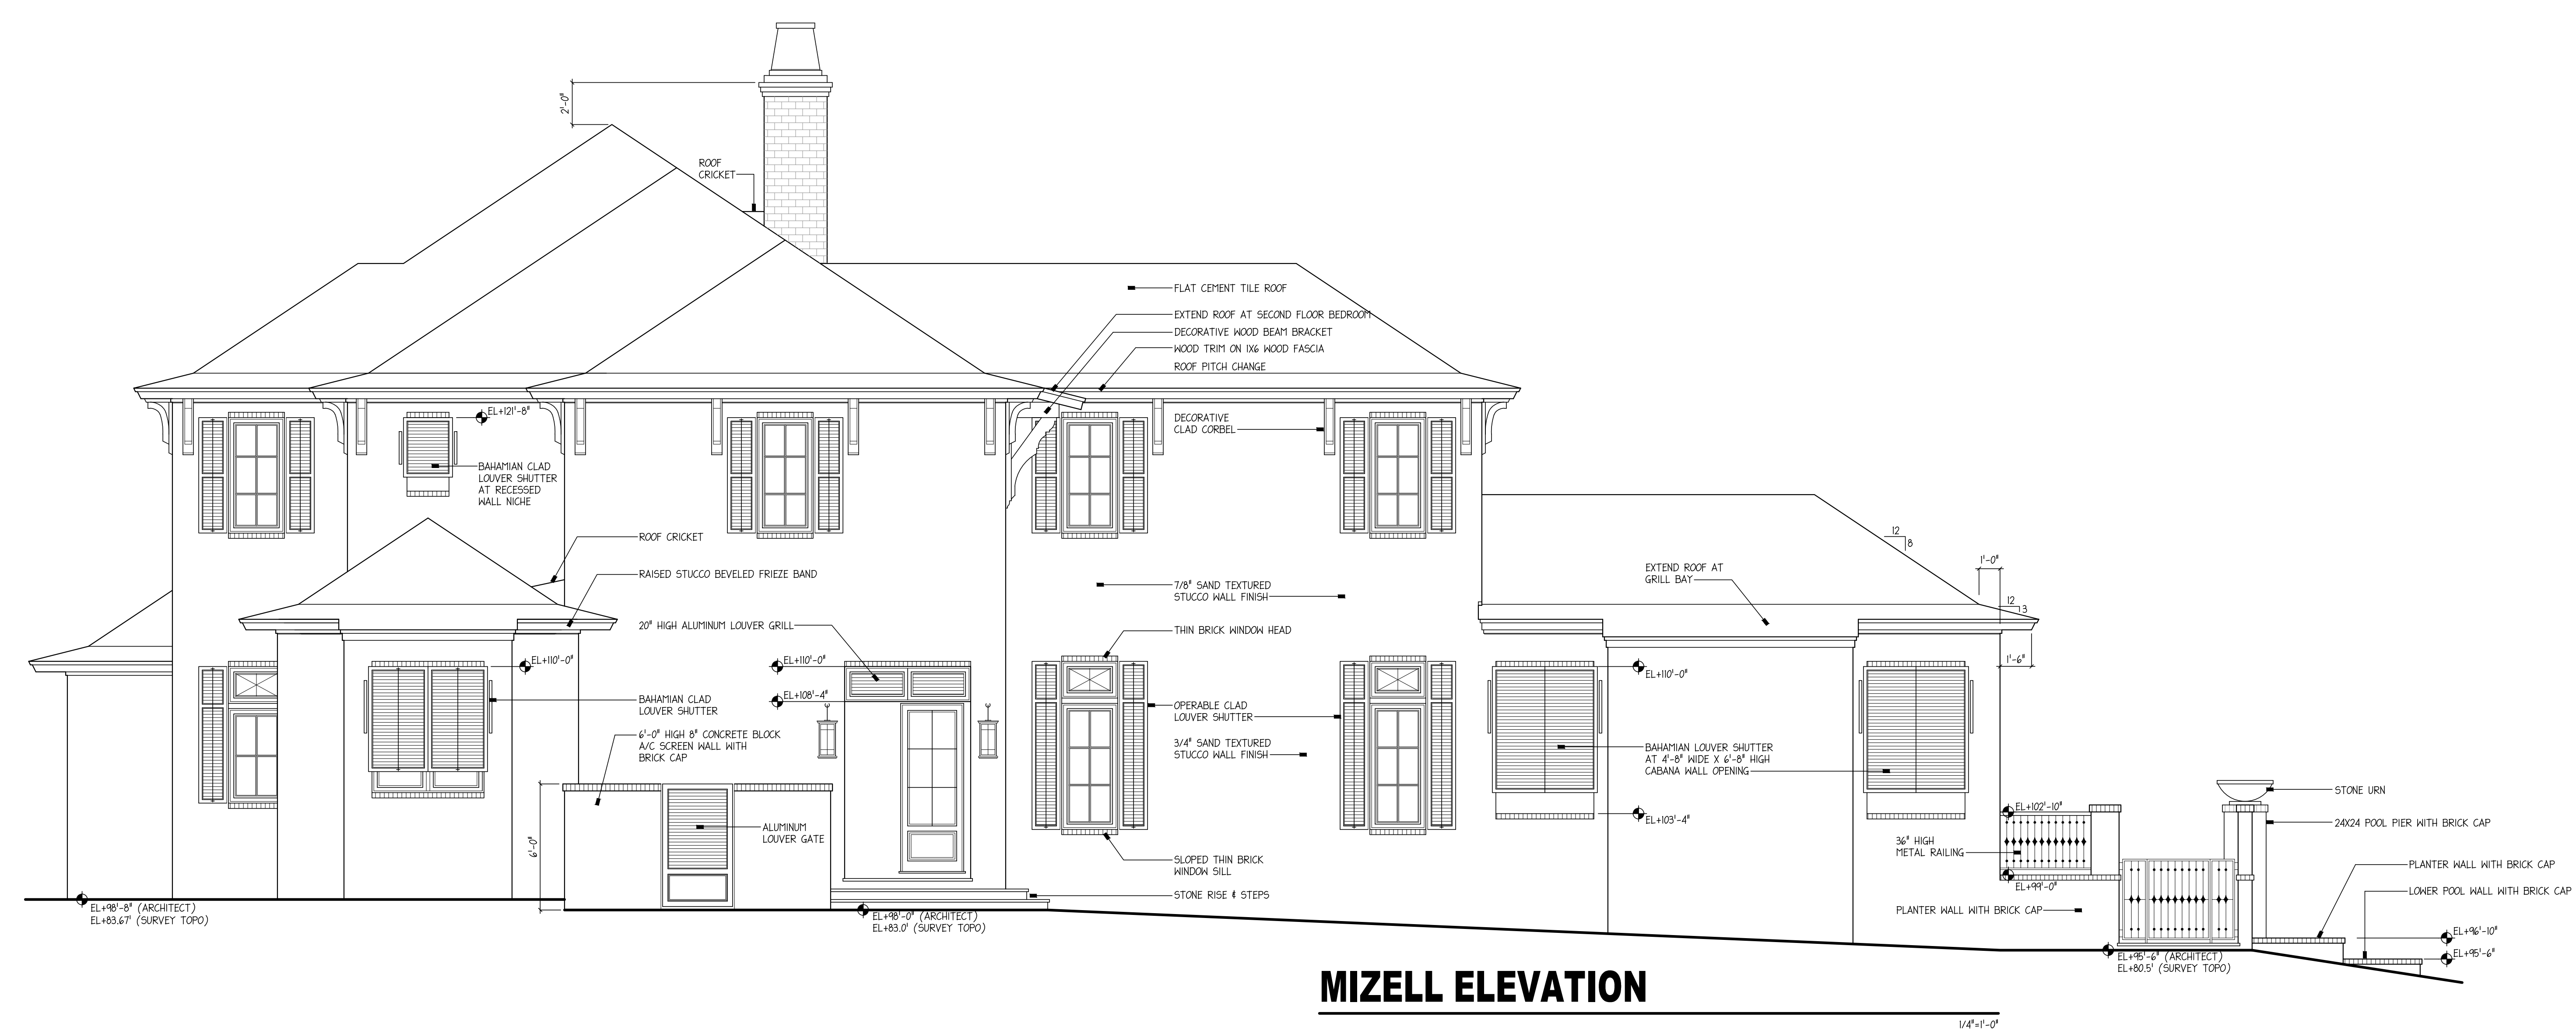 2'-0"
ROOF
CRICKET
FLAT CEMENT TILE ROOF
EXTEND ROOF AT SECOND FLOOR BEDROOM
DECORATIVE WOOD BEAM BRACKET
WOOD TRIM ON 1X6 WOOD FASCIA
ROOF PITCH CHANGE
EL+121'-8"
DECORATIVE
CLAD CORBEL
BAHAMIAN CLAD
LOUVER SHUTTER
AT RECESSED
WALL NICHE
ROOF CRICKET
RAISED STUCCO BEVELED FRIEZE BAND
12
8
1'-0"
EXTEND ROOF AT
GRILL BAY
7/8" SAND TEXTURED
STUCCO WALL FINISH
12
3
20" HIGH ALUMINUM LOUVER GRILL
THIN BRICK WINDOW HEAD
EL+110'-0"
EL+110'-0"
EL+110'-0"
1'-6"
EL+108'-4"
BAHAMIAN CLAD
LOUVER SHUTTER
OPERABLE CLAD
LOUVER SHUTTER
6'-0" HIGH 8" CONCRETE BLOCK
A/C SCREEN WALL WITH
BRICK CAP
3/4" SAND TEXTURED
STUCCO WALL FINISH
BAHAMIAN LOUVER SHUTTER
AT 4'-8" WIDE X 6'-8" HIGH
CABANA WALL OPENING
STONE URN
EL+102'-10"
EL+103'-4"
24X24 POOL PIER WITH BRICK CAP
ALUMINUM
LOUVER GATE
6'-0"
36" HIGH
METAL RAILING
SLOPED THIN BRICK
WINDOW SILL
PLANTER WALL WITH BRICK CAP
EL+99'-0"
LOWER POOL WALL WITH BRICK CAP
STONE RISE & STEPS
PLANTER WALL WITH BRICK CAP
EL+98'-8" (ARCHITECT)
EL+83.67' (SURVEY TOPO)
EL+98'-0" (ARCHITECT)
EL+83.0' (SURVEY TOPO)
EL+96'-10"
EL+95'-6"
EL+95'-6" (ARCHITECT)
EL+80.5' (SURVEY TOPO)
MIZELL ELEVATION
1/4"=1'-0"